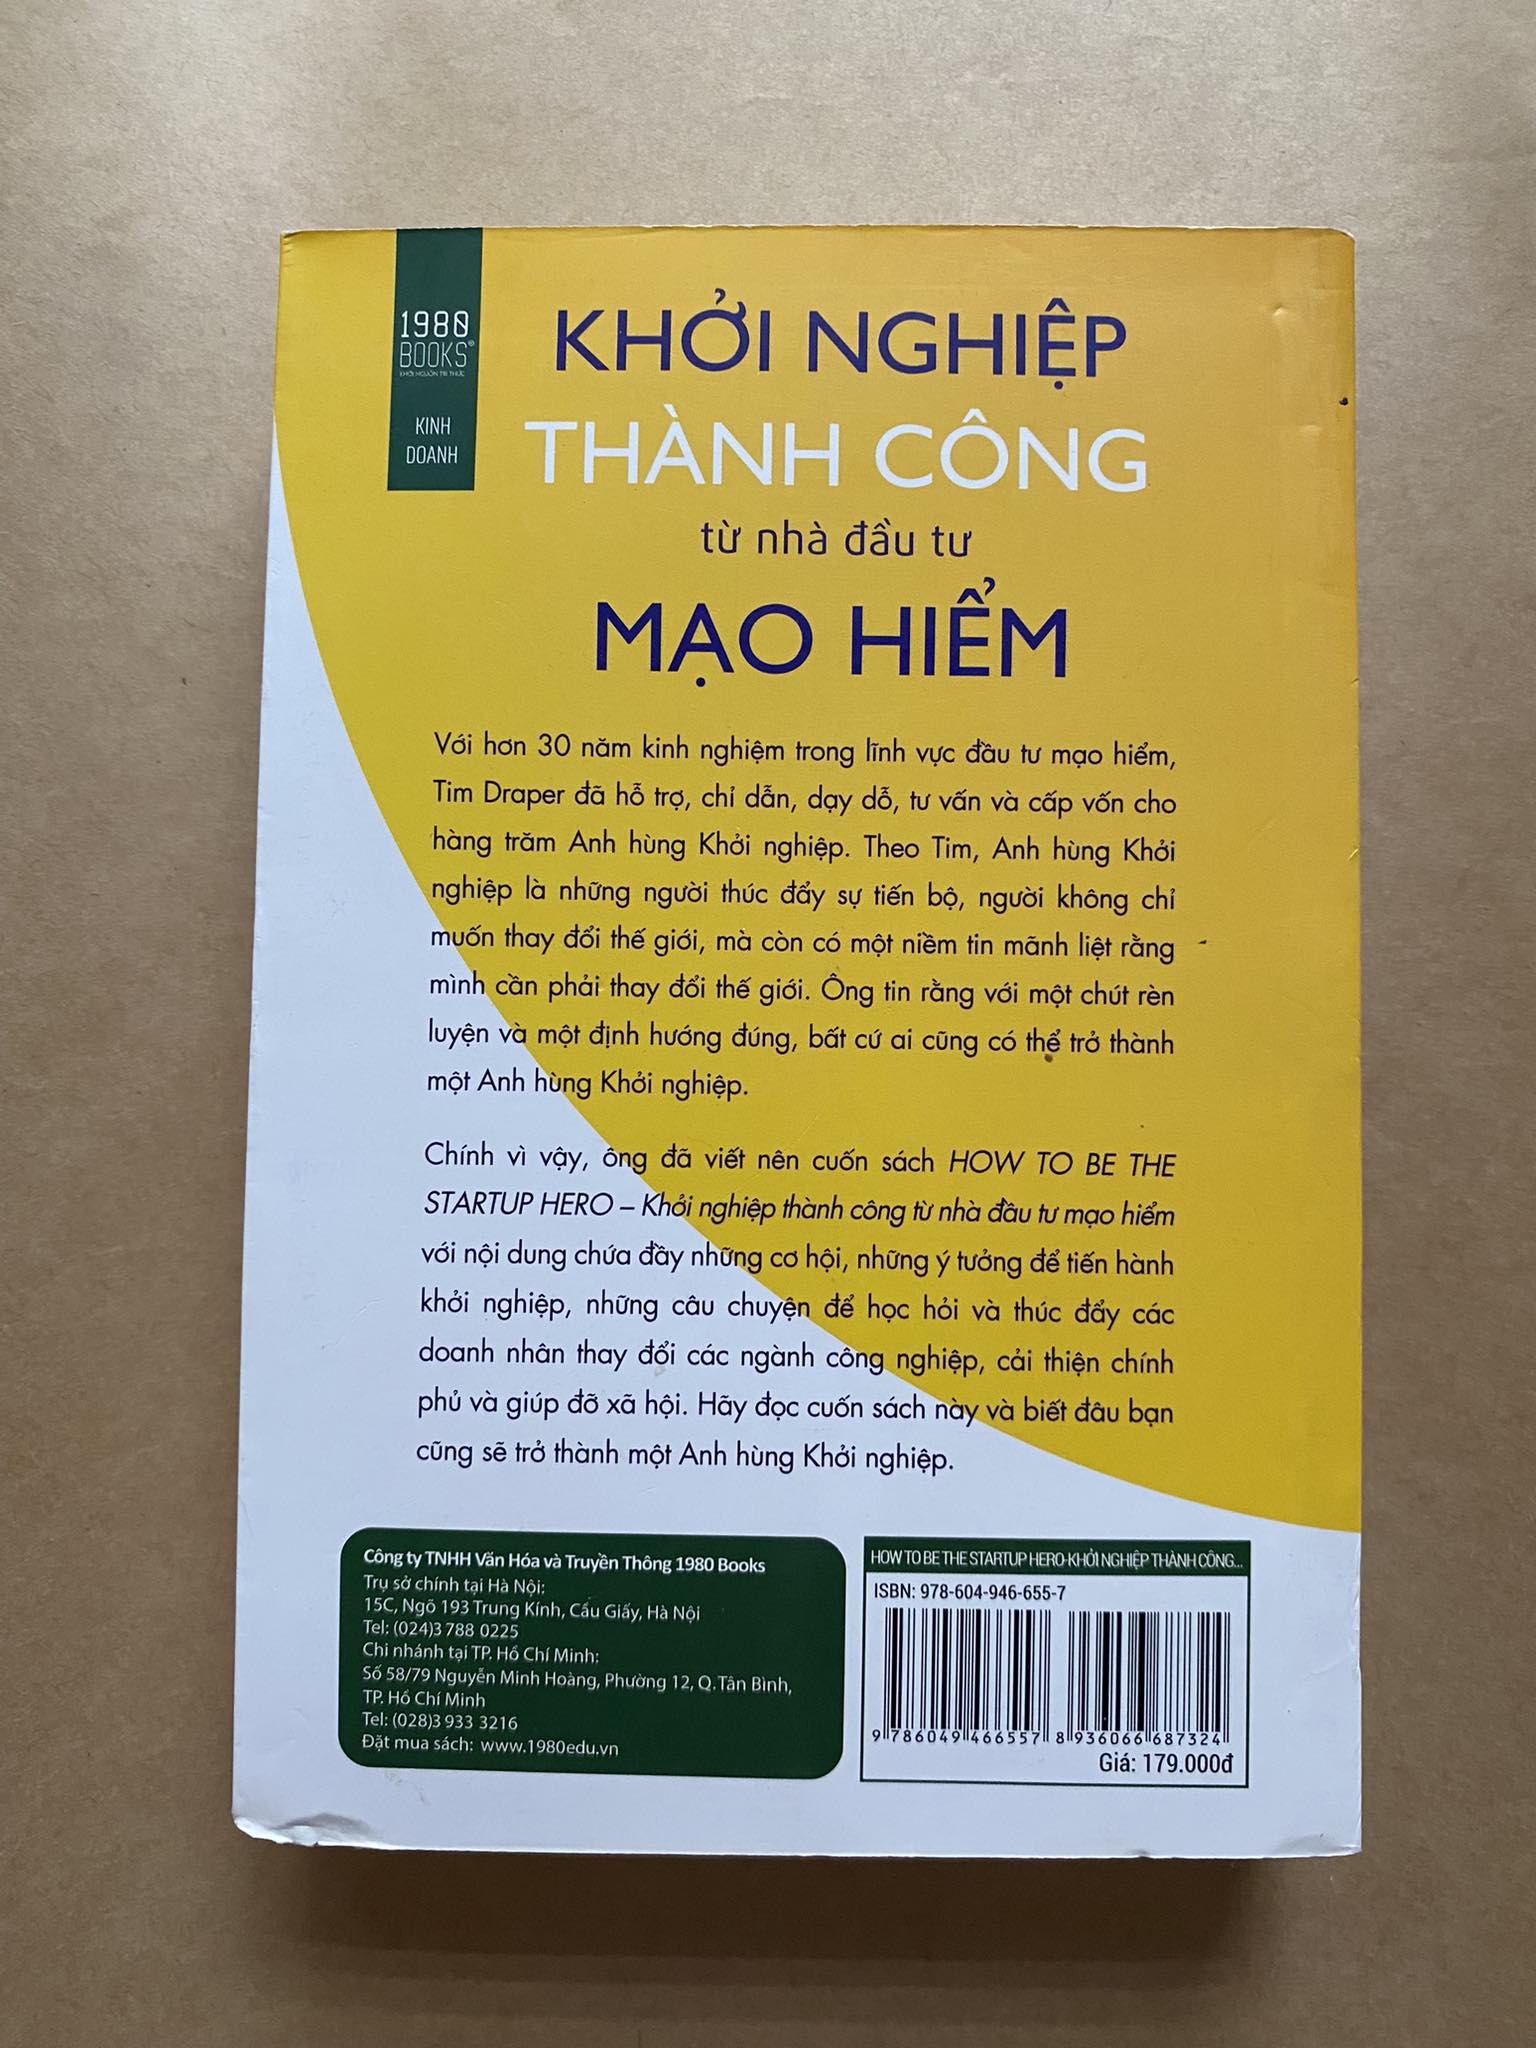 1980
BOOKS®
KHƠI NGUỒN TRI THỨC
KINH
DOANH
KHỞI NGHIỆP
THÀNH CÔNG
từ nhà đầu tư
MẠO HIỂM
Với hơn 30 năm kinh nghiệm trong lĩnh vực đầu tư mạo hiểm,
Tim Draper đã hỗ trợ, chỉ dẫn, dạy dỗ, tư vấn và cấp vốn cho
hàng trăm Anh hùng Khởi nghiệp. Theo Tim, Anh hùng Khởi
nghiệp là những người thúc đẩy sự tiến bộ, người không chỉ
muốn thay đổi thế giới, mà còn có một niềm tin mãnh liệt rằng
mình cần phải thay đổi thế giới. Ông tin rằng với một chút rèn
luyện và một định hướng đúng, bất cứ ai cũng có thể trở thành
một Anh hùng Khởi nghiệp.
Chính vì vậy, ông đã viết nên cuốn sách HOW TO BE THE
STARTUP HERO – Khởi nghiệp thành công từ nhà đầu tư mạo hiểm
với nội dung chứa đầy những cơ hội, những ý tưởng để tiến hành
khởi nghiệp, những câu chuyện để học hỏi và thúc đẩy các
doanh nhân thay đổi các ngành công nghiệp, cải thiện chính
phủ và giúp đỡ xã hội. Hãy đọc cuốn sách này và biết đâu bạn
cũng sẽ trở thành một Anh hùng Khởi nghiệp.
Công ty TNHH Văn Hóa và Truyền Thông 1980 Books
Trụ sở chính tại Hà Nội:
15C, Ngõ 193 Trung Kính, Cầu Giấy, Hà Nội
Tel: (024)3 788 0225
Chi nhánh tại TP. Hồ Chí Minh:
Số 58/79 Nguyễn Minh Hoàng, Phường 12, Q.Tân Bình,
TP. Hồ Chí Minh
Tel: (028)3 933 3216
Đặt mua sách: www.1980edu.vn
HOW TO BE THE STARTUP HERO-KHỞI NGHIỆP THÀNH CÔNG...
ISBN: 978-604-946-655-7
9 786049 466557 8 936066 687324
Giá: 179.000đ